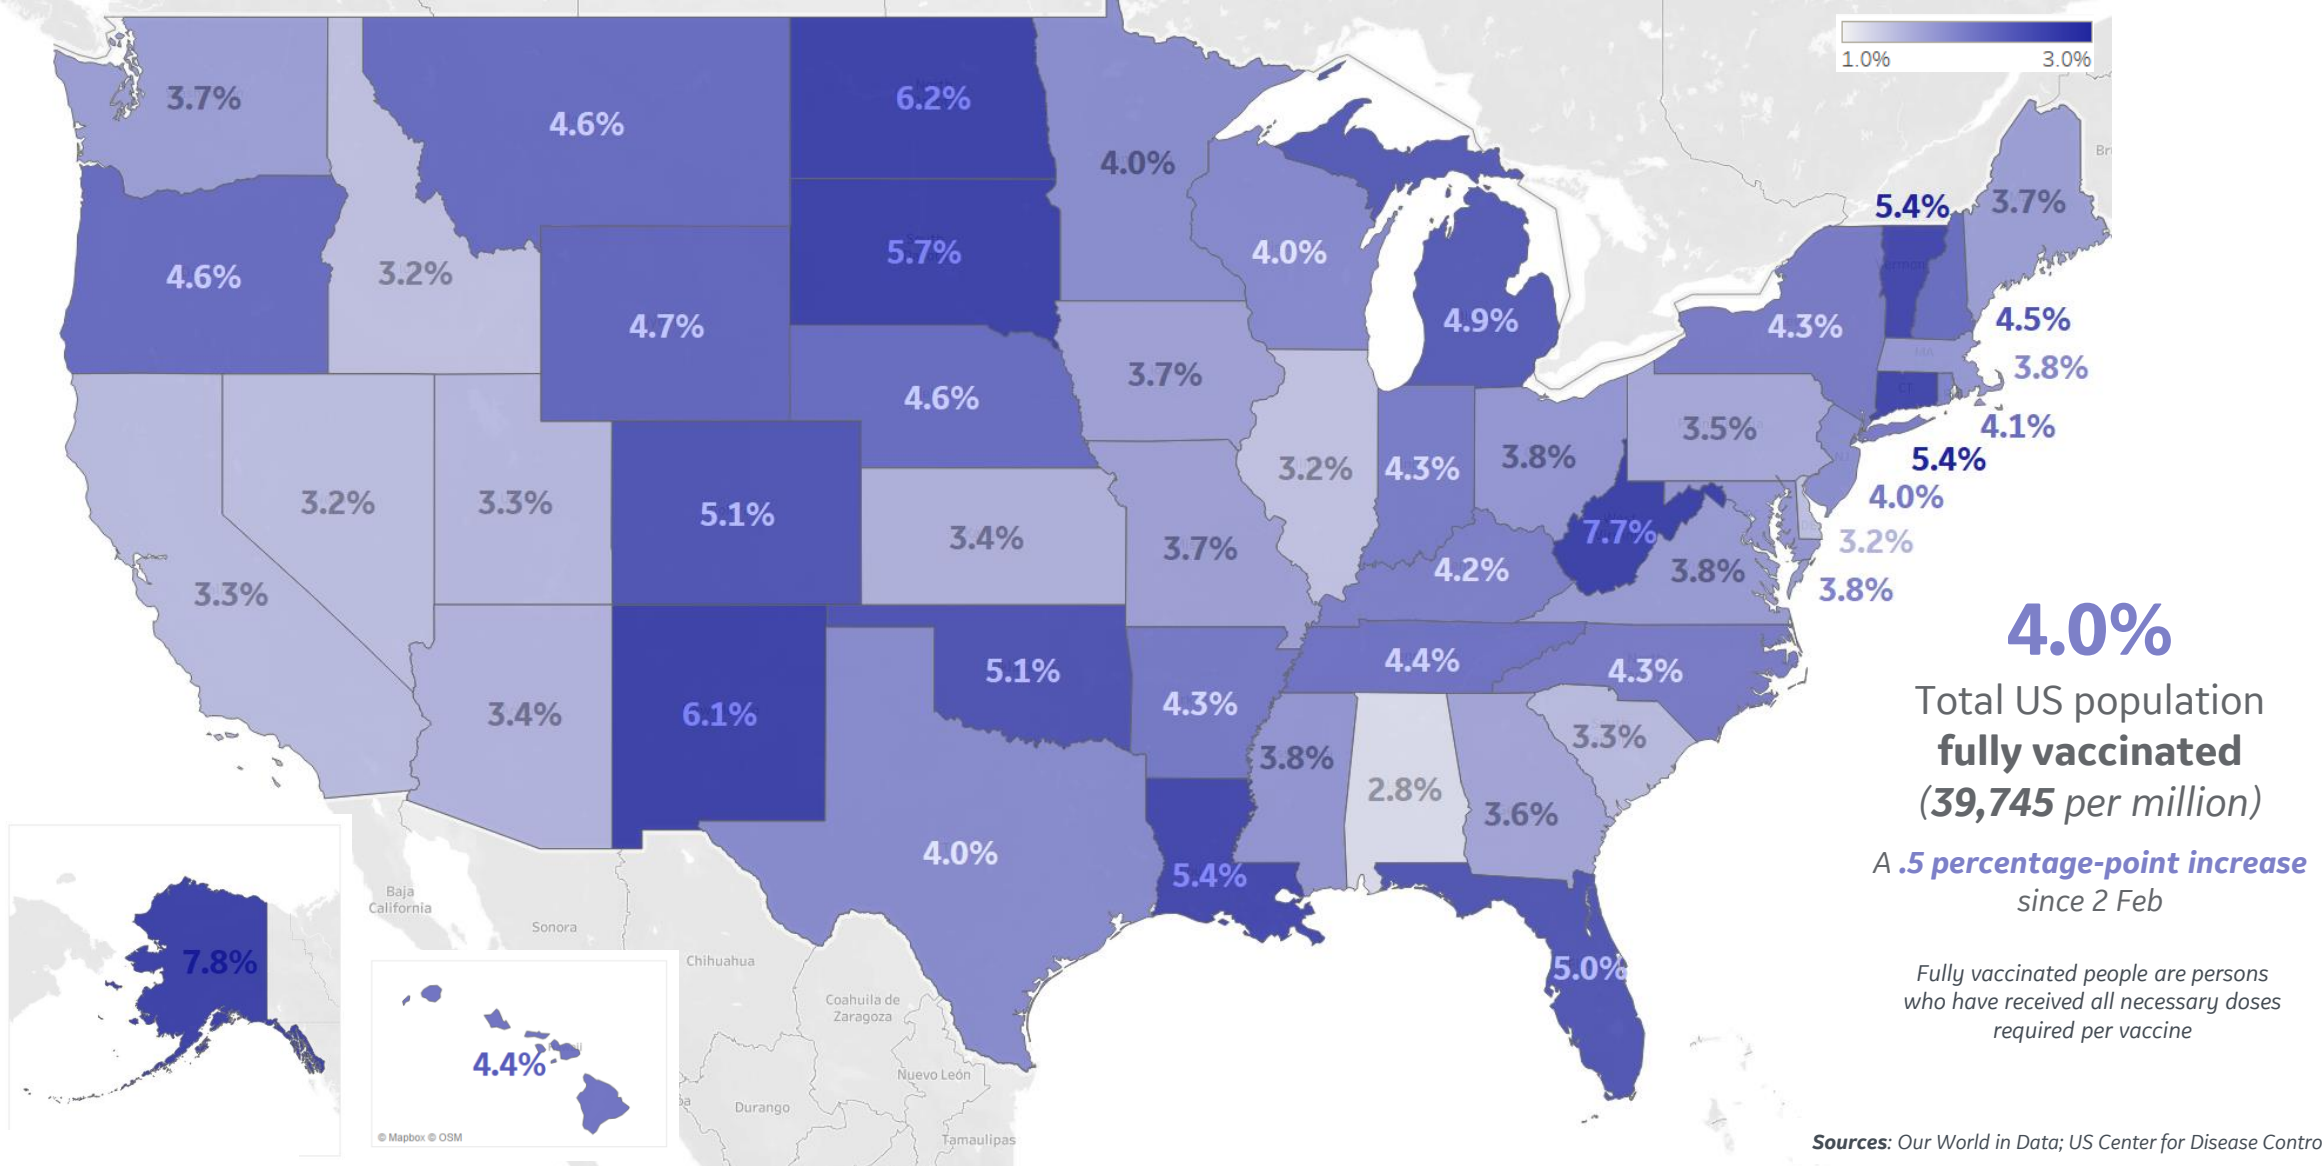 1.0%
3.0%
3.7%
4.6%
6.2%
4.0%
Bri
5.4%
3.7%
4.6%
3.2%
4.7%
5.7%
4.0%
4.9%
4.3%
4.5%
MA
3.8%
CT
4.6%
3.7%
3.5%
4.1%
5.4%
NJ
4.0%
3.2%
3.3%
5.1%
3.4%
3.7%
3.2%
4.3%
3.8%
7.7%
3.8%
3.2%
3.8%
3.3%
4.2%
3.4%
6.1%
5.1%
4.3%
4.4%
4.3%
3.3%
3.8%
2.8%
3.6%
4.0%
5.4%
5.0%
7.8%
4.4%
Baja
California
Sonora
Chihuahua
Coahuila de
Zaragoza
Nuevo León
Durango
Tamaulipas
© Mapbox © OSM
4.0%
Total US population
fully vaccinated
(39,745 per million)
A .5 percentage-point increase
since 2 Feb
Fully vaccinated people are persons
who have received all necessary doses
required per vaccine
Sources: Our World in Data; US Center for Disease Contro